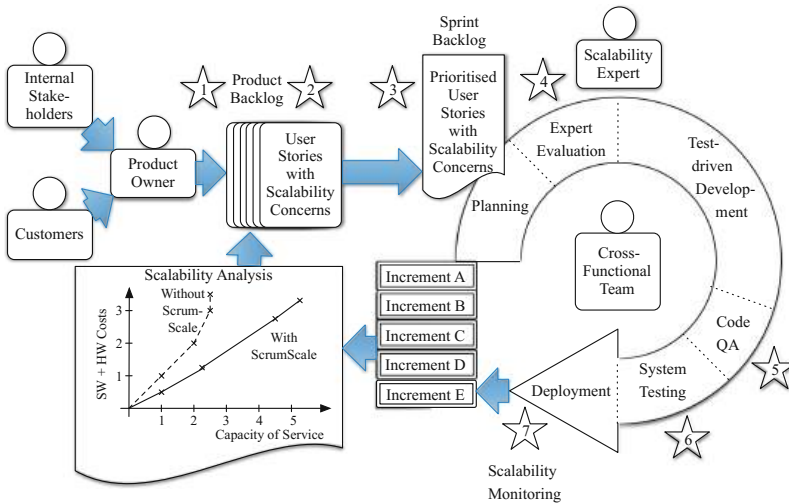 Internal
Stake-
holders
Product
Owner
Customers
1
Product
Backlog
2
User
Stories
with
Scalability
Concerns
3
Sprint
Backlog
Prioritised
User
Stories
with
Scalability
Concerns
4
Scalability
Expert
Planning
Expert
Evaluation
Test-
driven
Develop-
ment
Cross-
Functional
Team
Code
QA
5
System
Testing
6
Deployment
7
Scalability
Monitoring
Increment A
Increment B
Increment C
Increment D
Increment E
Scalability Analysis
Without
Scrum-
Scale
With
ScrumScale
SW + HW Costs
3
2
1
1 2 3 4 5
Capacity of Service